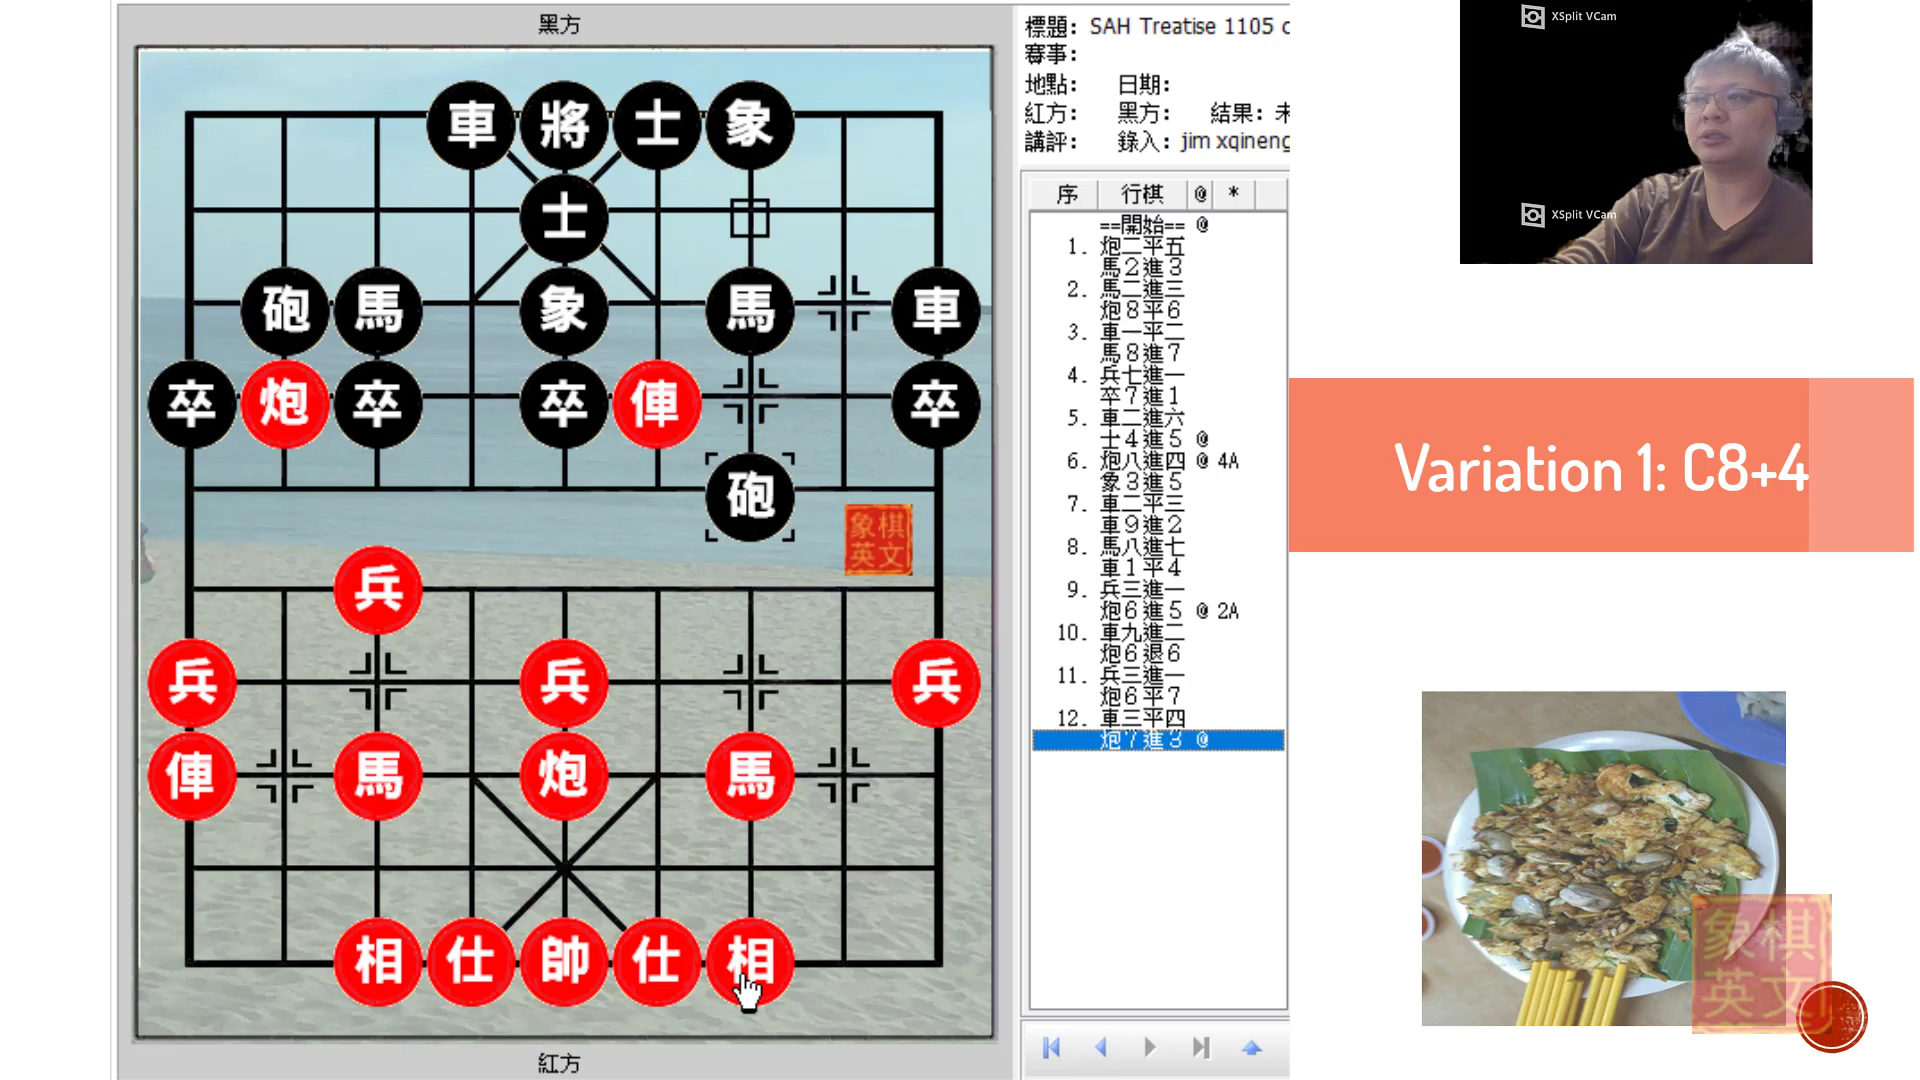 黑方
車 將 士 象
士
砲 馬 象 馬 車
卒 炮 卒 卒 俥 卒
砲
象棋
英文
兵
兵 兵 兵
俥 馬 炮 馬
相 仕 帥 仕 相
紅方
標題: SAH Treatise 1105 c
賽事:
地點: 日期:
紅方: 黑方: 結果: 未
講評: 錄入: jim xqineng
序 行棋 @ *
==開始== @
1. 炮二平五
馬2進3
2. 馬二進三
炮8平6
3. 車一平二
馬8進7
4. 兵七進一
卒7進1
5. 車二進六
士4進5 @
6. 炮八進四 @ 4A
象3進5
7. 車二平三
車9進2
8. 馬八進七
車1平4
9. 兵三進一
炮6進5 @ 2A
10. 車九進二
炮6退6
11. 兵三進一
炮6平7
12. 車三平四
炮7進3 @
XSplit VCam
XSplit VCam
Variation 1: C8+4
象棋
英文